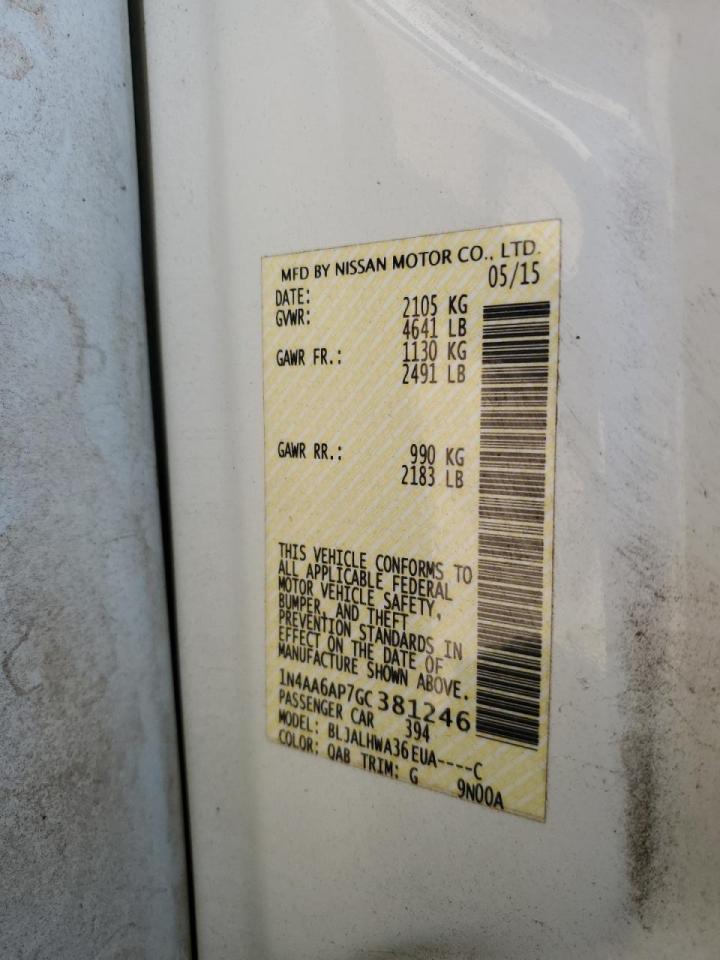 MFD BY NISSAN MOTOR CO., LTD.
DATE: 05/15
GVWR: 2105 KG
4641 LB
GAWR FR.: 1130 KG
2491 LB
GAWR RR.: 990 KG
2183 LB
THIS VEHICLE CONFORMS TO
ALL APPLICABLE FEDERAL
MOTOR VEHICLE SAFETY,
BUMPER, AND THEFT
PREVENTION STANDARDS IN
EFFECT ON THE DATE OF
MANUFACTURE SHOWN ABOVE.
1N4AA6AP7GC381246
PASSENGER CAR 394
MODEL: BLJALHWA36EUA----C
COLOR: QAB TRIM: G 9N00A